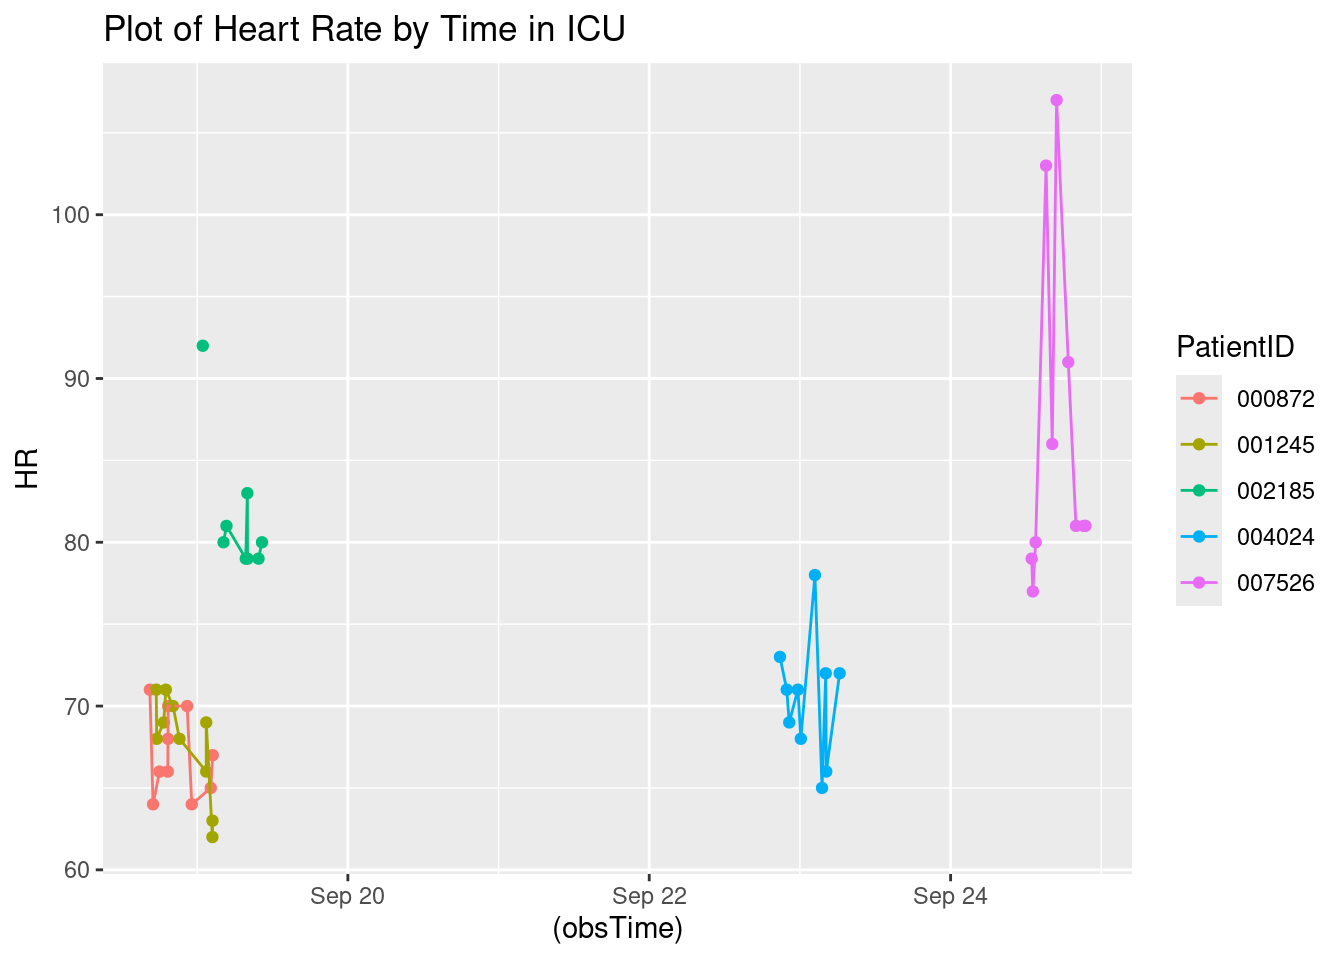 Plot of Heart Rate by Time in ICU
HR
100
90
80
70
60
Sep 20
Sep 22
Sep 24
(obsTime)
PatientID
000872
001245
002185
004024
007526